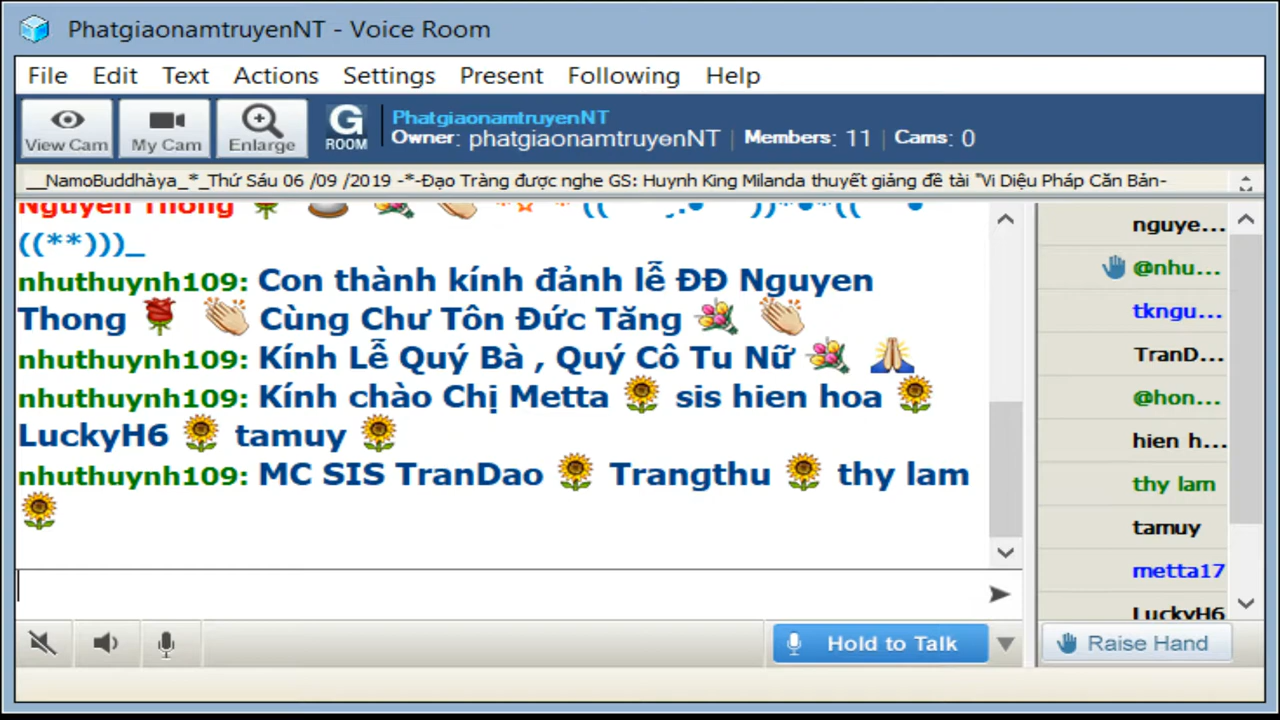 PhatgiaonamtruyenNT - Voice Room
File Edit Text Actions Settings Present Following Help
View Cam My Cam Enlarge G ROOM PhatgiaonamtruyenNT
Owner: phatgiaonamtruyenNT | Members: 11 | Cams: 0
__NamoBuddhàya_*_Thứ Sáu 06 /09 /2019 -*-Đạo Tràng được nghe GS: Huynh King Milanda thuyết giảng đề tài "Vi Diệu Pháp Căn Bản-
Nguyen Thong
((**)))_
nhuthuynh109: Con thành kính đảnh lễ ĐĐ Nguyen
Thong 🌹 👏 Cùng Chư Tôn Đức Tăng 💐 👏
nhuthuynh109: Kính Lễ Quý Bà , Quý Cô Tu Nữ 💐 🙏
nhuthuynh109: Kính chào Chị Metta 🌻 sis hien hoa 🌻
LuckyH6 🌻 tamuy 🌻
nhuthuynh109: MC SIS TranDao 🌻 Trangthu 🌻 thy lam
🌻
nguye...
@nhu...
tkngu...
TranD...
@hon...
hien h...
thy lam
tamuy
metta17
LuckyH6
Hold to Talk
Raise Hand